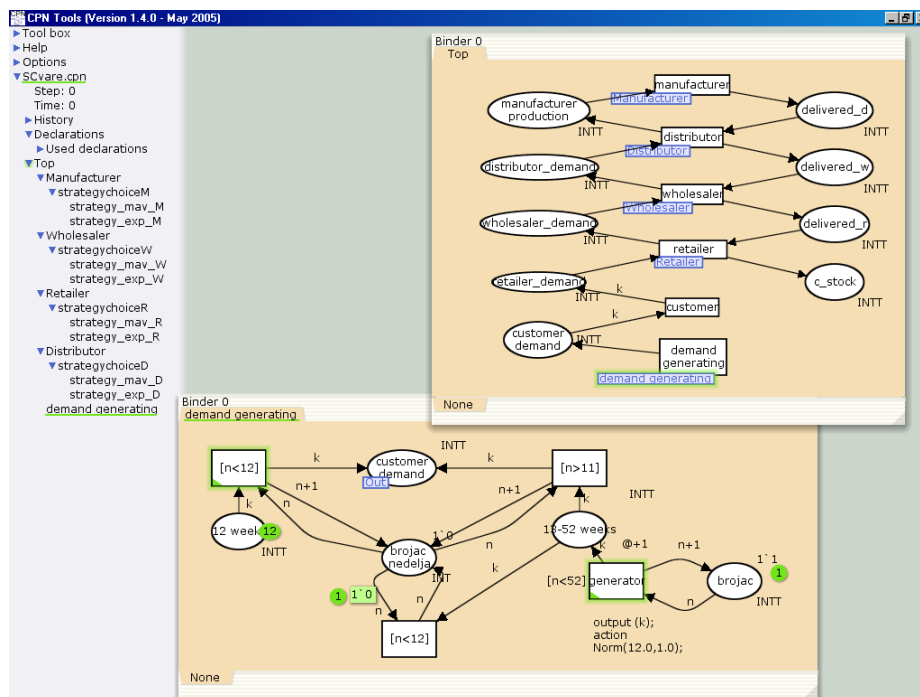 CPN Tools (Version 1.4.0 - May 2005)
Tool box
Help
Options
SCvare.cpn
Step: 0
Time: 0
History
Declarations
Used declarations
Top
Manufacturer
strategychoiceM
strategy_mav_M
strategy_exp_M
Wholesaler
strategychoiceW
strategy_mav_W
strategy_exp_W
Retailer
strategychoiceR
strategy_mav_R
strategy_exp_R
Distributor
strategychoiceD
strategy_mav_D
strategy_exp_D
demand generating
Binder 0
Top
manufacturer
Manufacturer
manufacturer
production
INTT
delivered_d
INTT
distributor
Distributor
distributor_demand
INTT
delivered_w
INTT
wholesaler
Wholesaler
wholesaler_demand
INTT
delivered_r
INTT
retailer
Retailer
retailer_demand
INTT
c_stock
INTT
k
customer
k
customer
demand
INTT
demand
generating
demand generating
None
Binder 0
demand generating
[n<12]
k
customer
demand
Out
INTT
k
[n>11]
n+1
n
n+1
n
k
12 week
12
INTT
brojac
nedelja
1`0
INT
1
1`0
n
n
[n<12]
k
k
13-52 weeks
INTT
k
@+1
n+1
[n<52]
generator
n
brojac
1`1
1
INTT
output (k);
action
Norm(12.0,1.0);
None